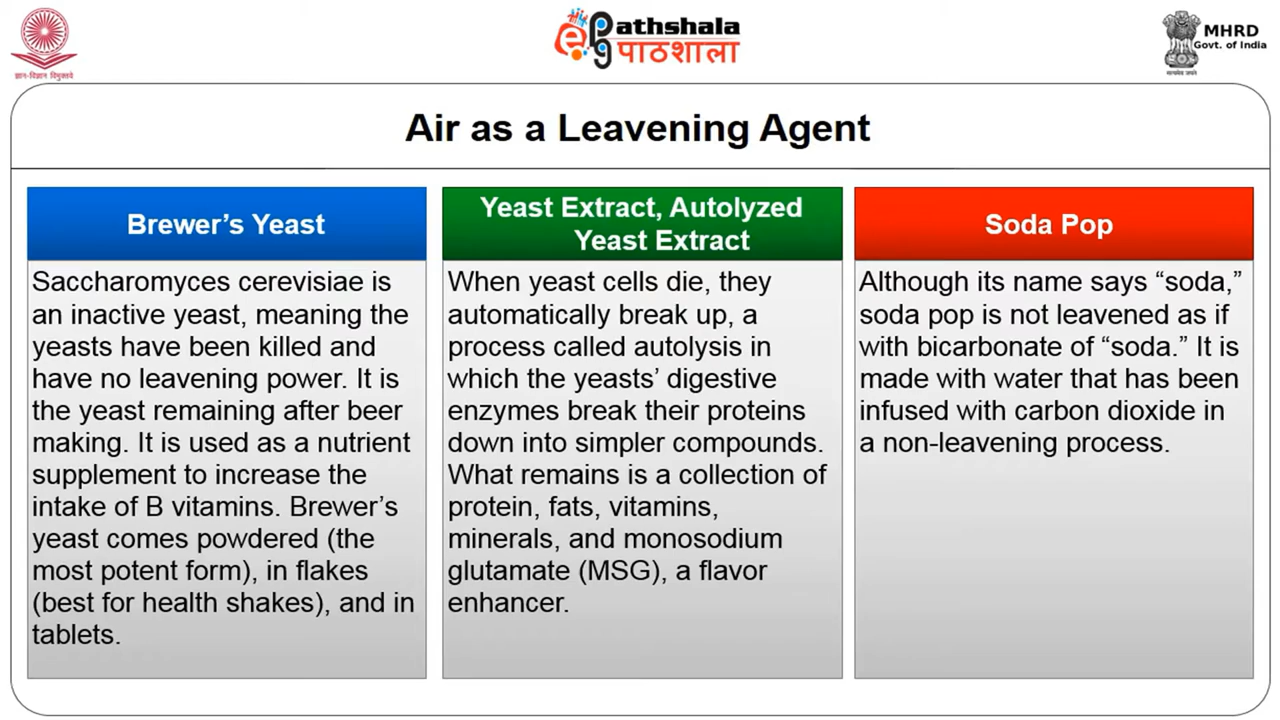 ज्ञान-विज्ञान विमुक्तये
ePathshala
पाठशाला
MHRD
Govt. of India
सत्यमेव जयते
Air as a Leavening Agent
Brewer’s Yeast
Saccharomyces cerevisiae is
an inactive yeast, meaning the
yeasts have been killed and
have no leavening power. It is
the yeast remaining after beer
making. It is used as a nutrient
supplement to increase the
intake of B vitamins. Brewer’s
yeast comes powdered (the
most potent form), in flakes
(best for health shakes), and in
tablets.
Yeast Extract, Autolyzed
Yeast Extract
When yeast cells die, they
automatically break up, a
process called autolysis in
which the yeasts’ digestive
enzymes break their proteins
down into simpler compounds.
What remains is a collection of
protein, fats, vitamins,
minerals, and monosodium
glutamate (MSG), a flavor
enhancer.
Soda Pop
Although its name says “soda,”
soda pop is not leavened as if
with bicarbonate of “soda.” It is
made with water that has been
infused with carbon dioxide in
a non-leavening process.